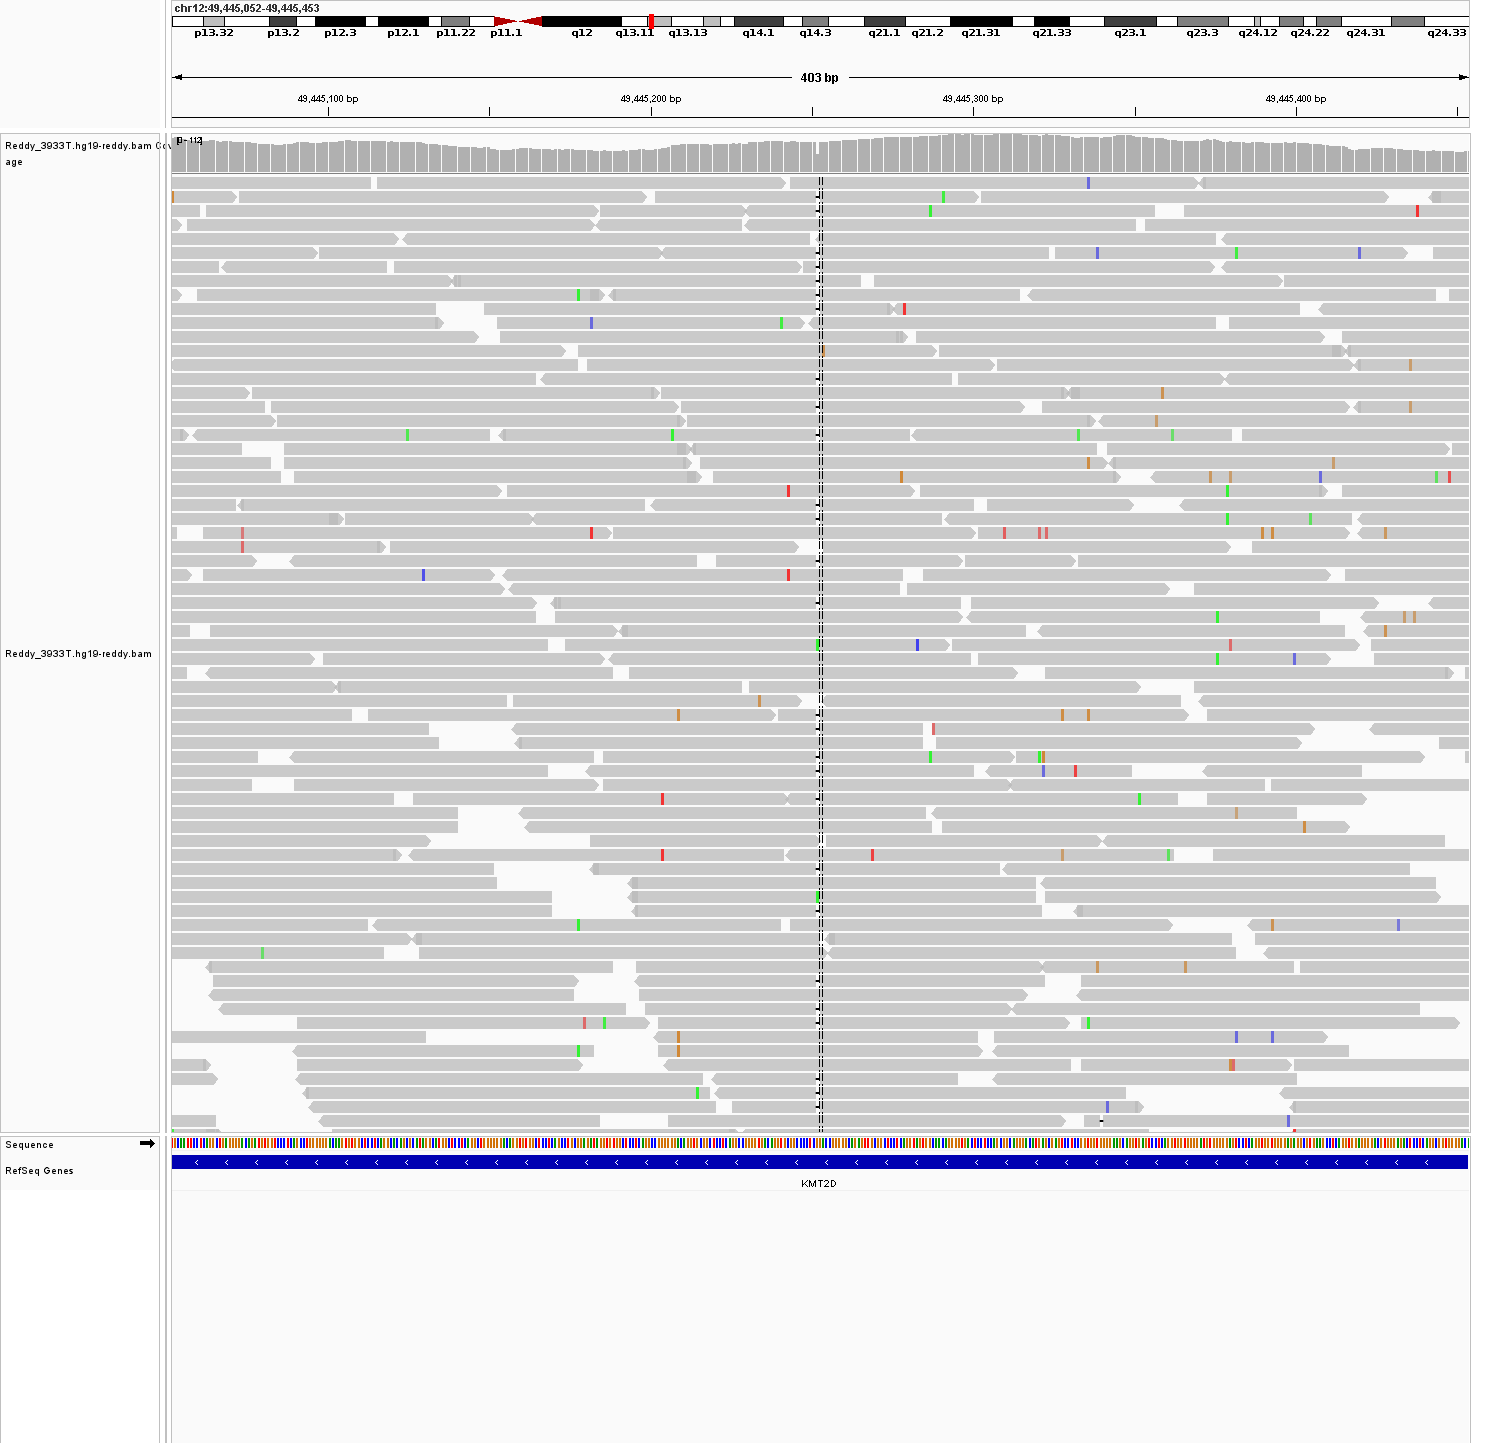 chr12:49,445,052-49,445,453
p13.32 p13.2 p12.3 p12.1 p11.22 p11.1 q12 q13.11 q13.13 q14.1 q14.3 q21.1 q21.2 q21.31 q21.33 q23.1 q23.3 q24.12 q24.22 q24.31 q24.33
403 bp
49,445,100 bp 49,445,200 bp 49,445,300 bp 49,445,400 bp
Reddy_3933T.hg19-reddy.bam Cov
age
[0 - 112]
Reddy_3933T.hg19-reddy.bam
Sequence
RefSeq Genes
KMT2D